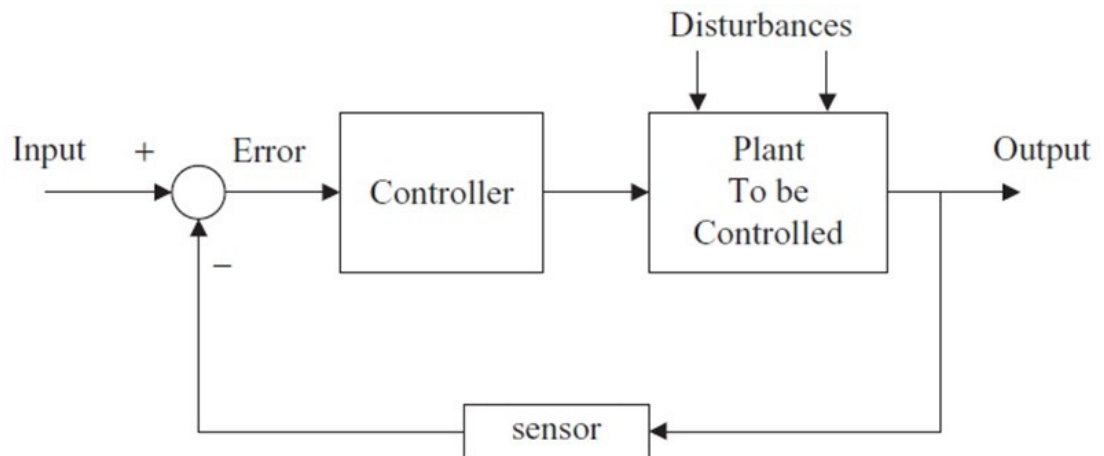 Disturbances
Input
+
Error
Controller
Plant
To be
Controlled
Output
−
sensor